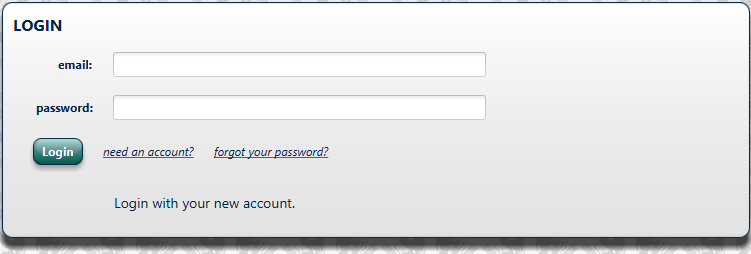 LOGIN
email:
password:
Login need an account? forgot your password?
Login with your new account.